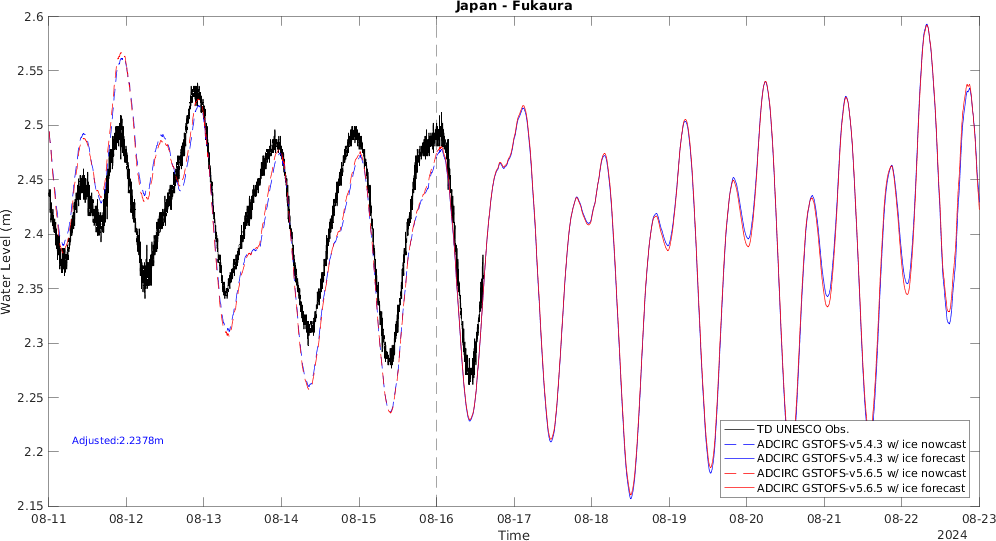 Japan - Fukaura
2.6
2.55
2.5
2.45
2.4
2.35
2.3
2.25
2.2
2.15
Water Level (m)
Adjusted:2.2378m
TD UNESCO Obs.
ADCIRC GSTOFS-v5.4.3 w/ ice nowcast
ADCIRC GSTOFS-v5.4.3 w/ ice forecast
ADCIRC GSTOFS-v5.6.5 w/ ice nowcast
ADCIRC GSTOFS-v5.6.5 w/ ice forecast
08-11 08-12 08-13 08-14 08-15 08-16 08-17 08-18 08-19 08-20 08-21 08-22 08-23
Time
2024